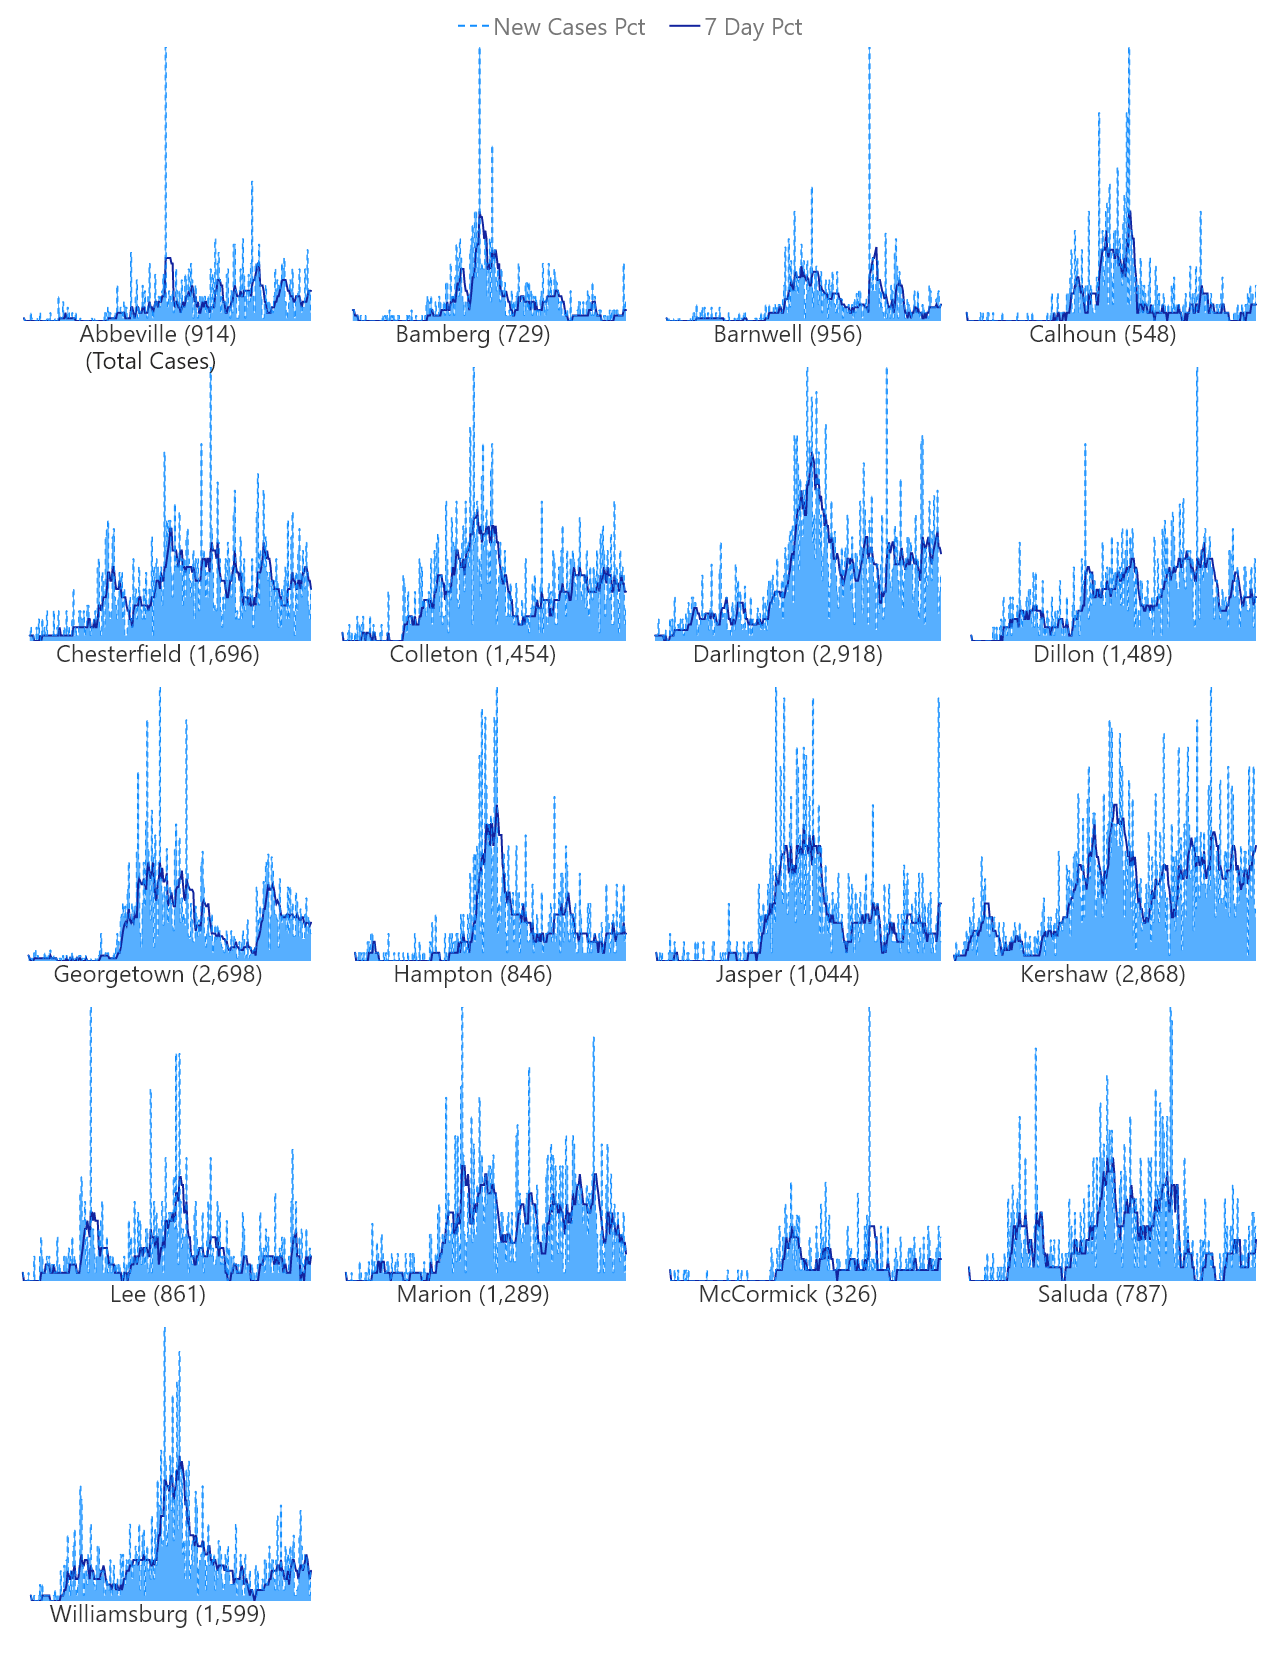 New Cases Pct 7 Day Pct
Abbeville (914) Bamberg (729) Barnwell (956) Calhoun (548)
(Total Cases)
Chesterfield (1,696) Colleton (1,454) Darlington (2,918) Dillon (1,489)
Georgetown (2,698) Hampton (846) Jasper (1,044) Kershaw (2,868)
Lee (861) Marion (1,289) McCormick (326) Saluda (787)
Williamsburg (1,599)